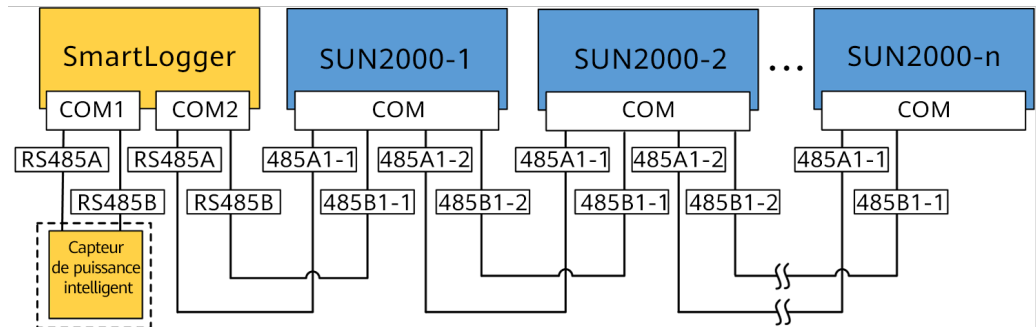 SmartLogger
SUN2000-1
SUN2000-2
...
SUN2000-n
COM1
COM2
COM
COM
COM
RS485A
RS485A
485A1-1
485A1-2
485A1-1
485A1-2
485A1-1
RS485B
RS485B
485B1-1
485B1-2
485B1-1
485B1-2
485B1-1
Capteur
de puissance
intelligent